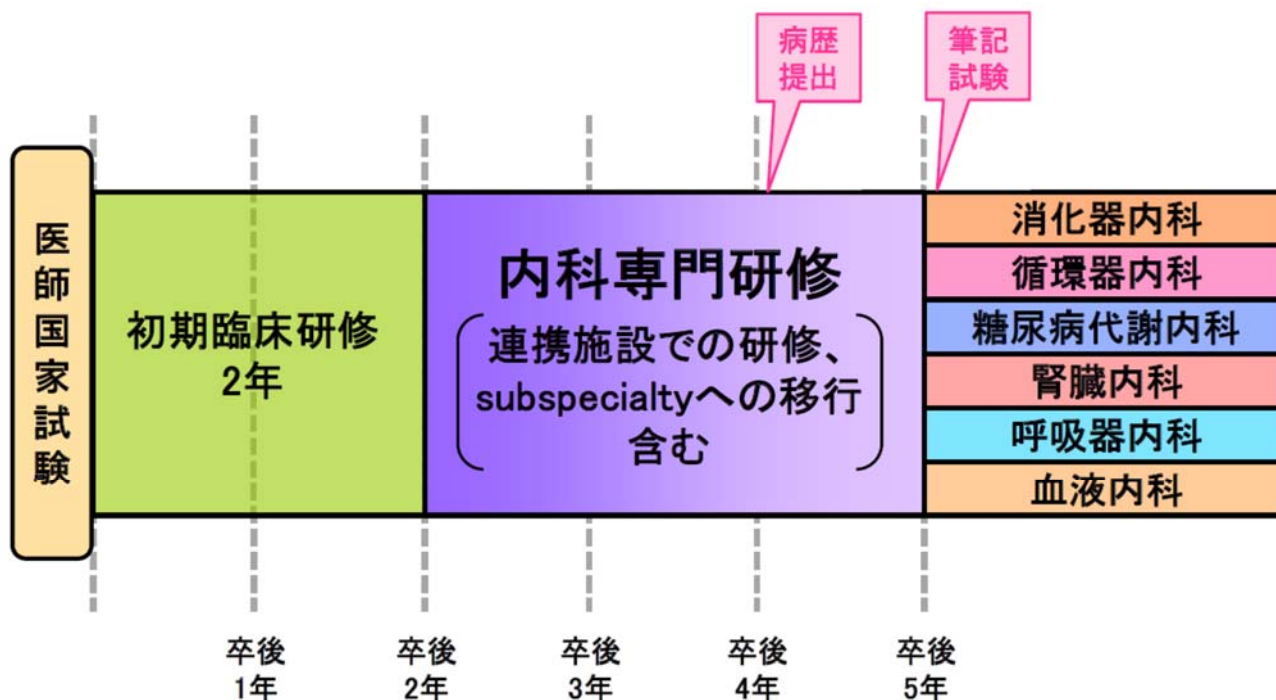 病歴
提出
筆記
試験
医師国家試験
初期臨床研修
2年
内科専門研修
連携施設での研修、
subspecialtyへの移行
含む
消化器内科
循環器内科
糖尿病代謝内科
腎臓内科
呼吸器内科
血液内科
卒後
1年
卒後
2年
卒後
3年
卒後
4年
卒後
5年